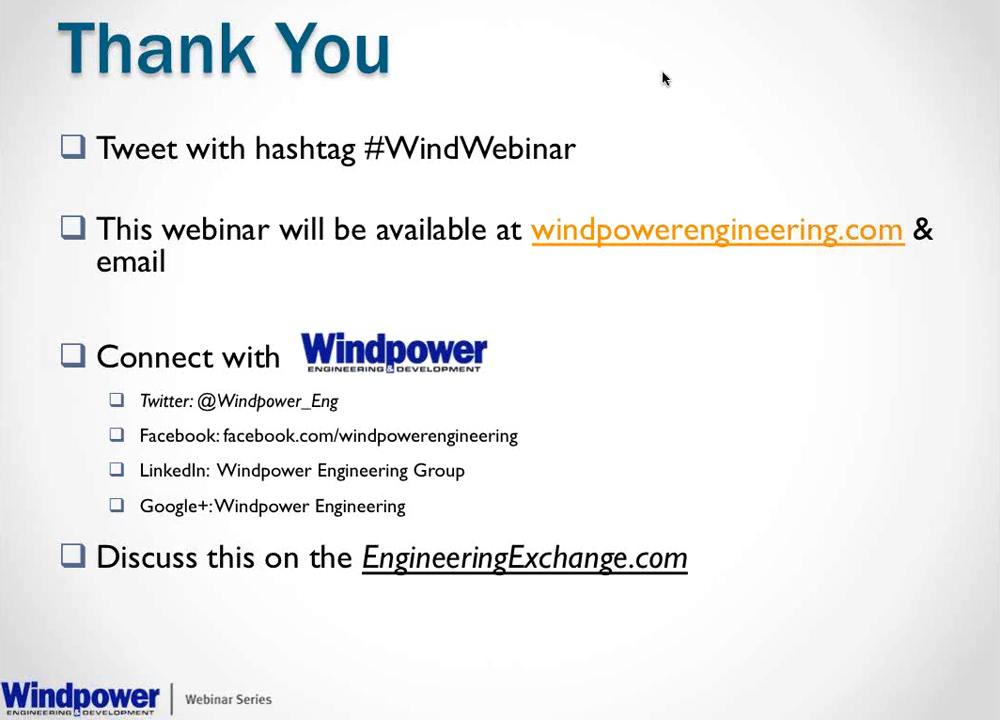 Thank You
Tweet with hashtag #WindWebinar
This webinar will be available at windpowerengineering.com &
email
Connect with Windpower
ENGINEERING & DEVELOPMENT
Twitter: @Windpower_Eng
Facebook: facebook.com/windpowerengineering
LinkedIn: Windpower Engineering Group
Google+: Windpower Engineering
Discuss this on the EngineeringExchange.com
Windpower | Webinar Series
ENGINEERING & DEVELOPMENT